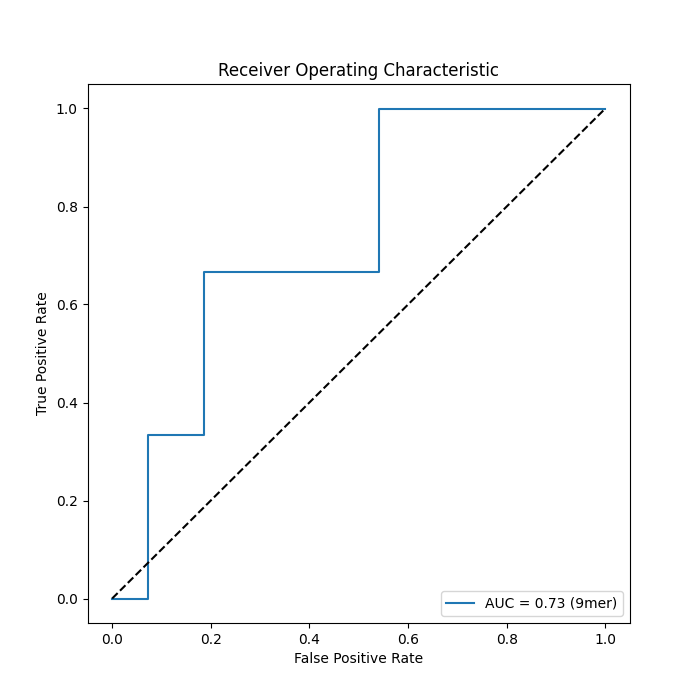 Receiver Operating Characteristic
1.0
0.8
0.6
0.4
0.2
0.0
True Positive Rate
AUC = 0.73 (9mer)
0.0 0.2 0.4 0.6 0.8 1.0
False Positive Rate